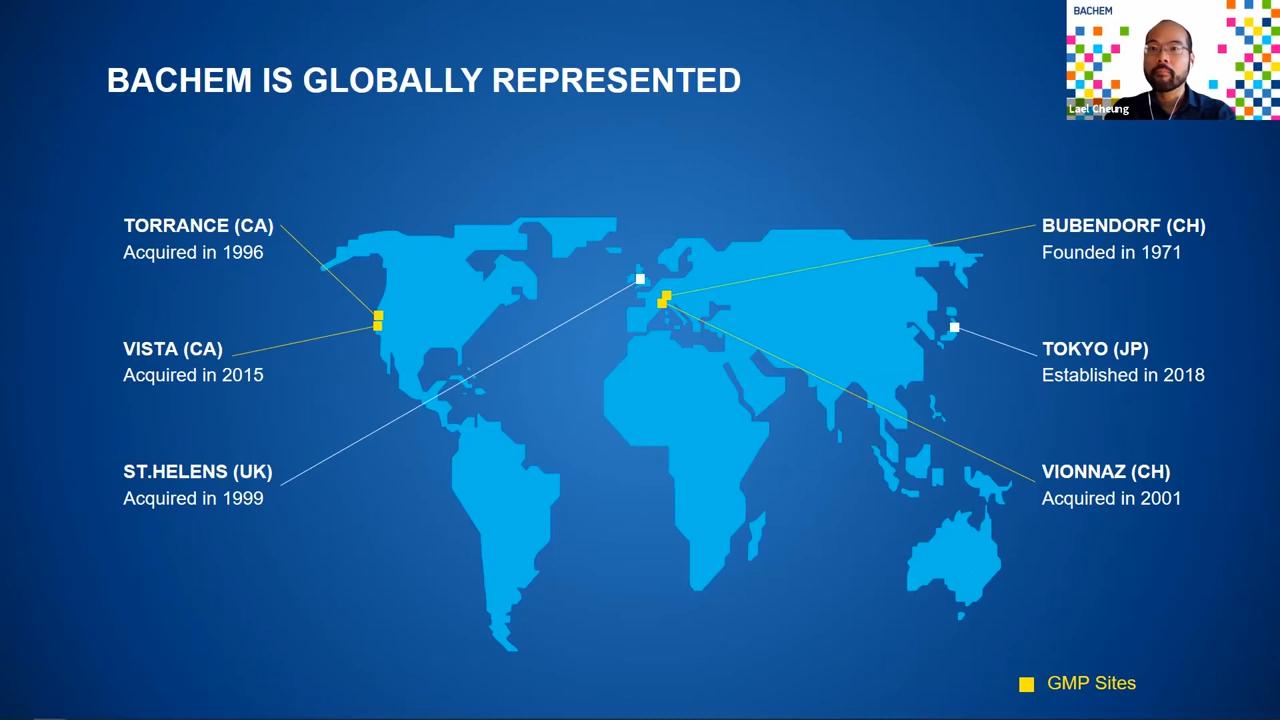 BACHEM
Lael Cheung
BACHEM IS GLOBALLY REPRESENTED
TORRANCE (CA)
Acquired in 1996
VISTA (CA)
Acquired in 2015
ST.HELENS (UK)
Acquired in 1999
BUBENDORF (CH)
Founded in 1971
TOKYO (JP)
Established in 2018
VIONNAZ (CH)
Acquired in 2001
GMP Sites